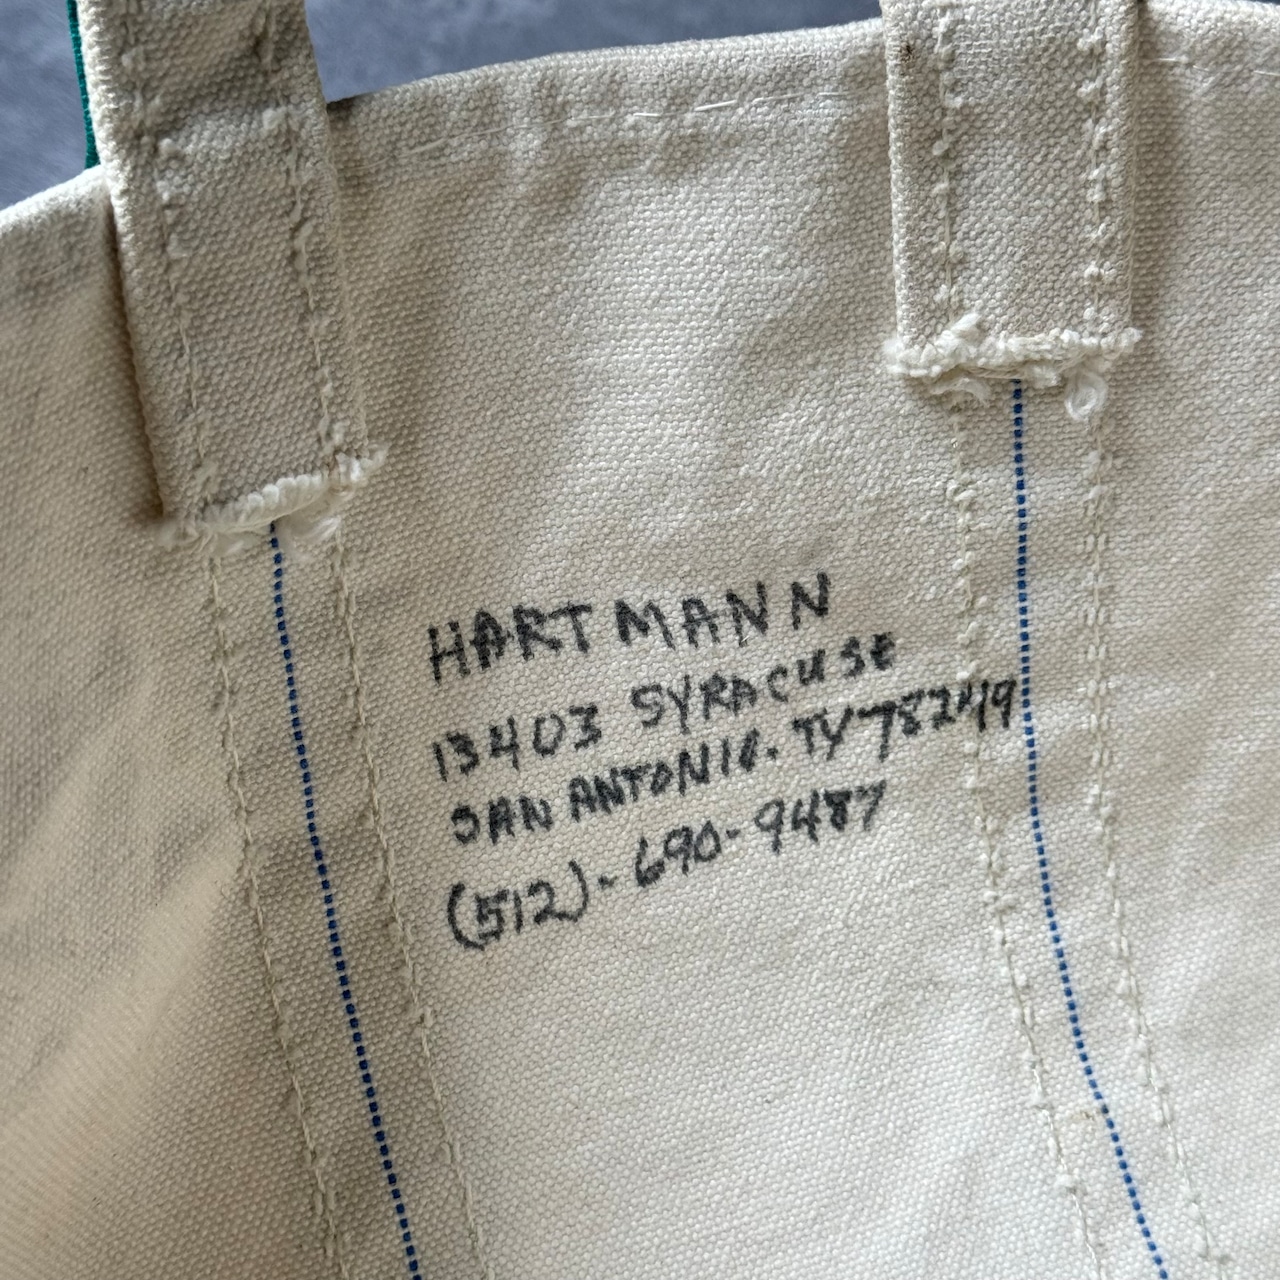 HARTMANN
13403 SYRACUSE
SAN ANTONIO. TX 78249
(512)-690-9487